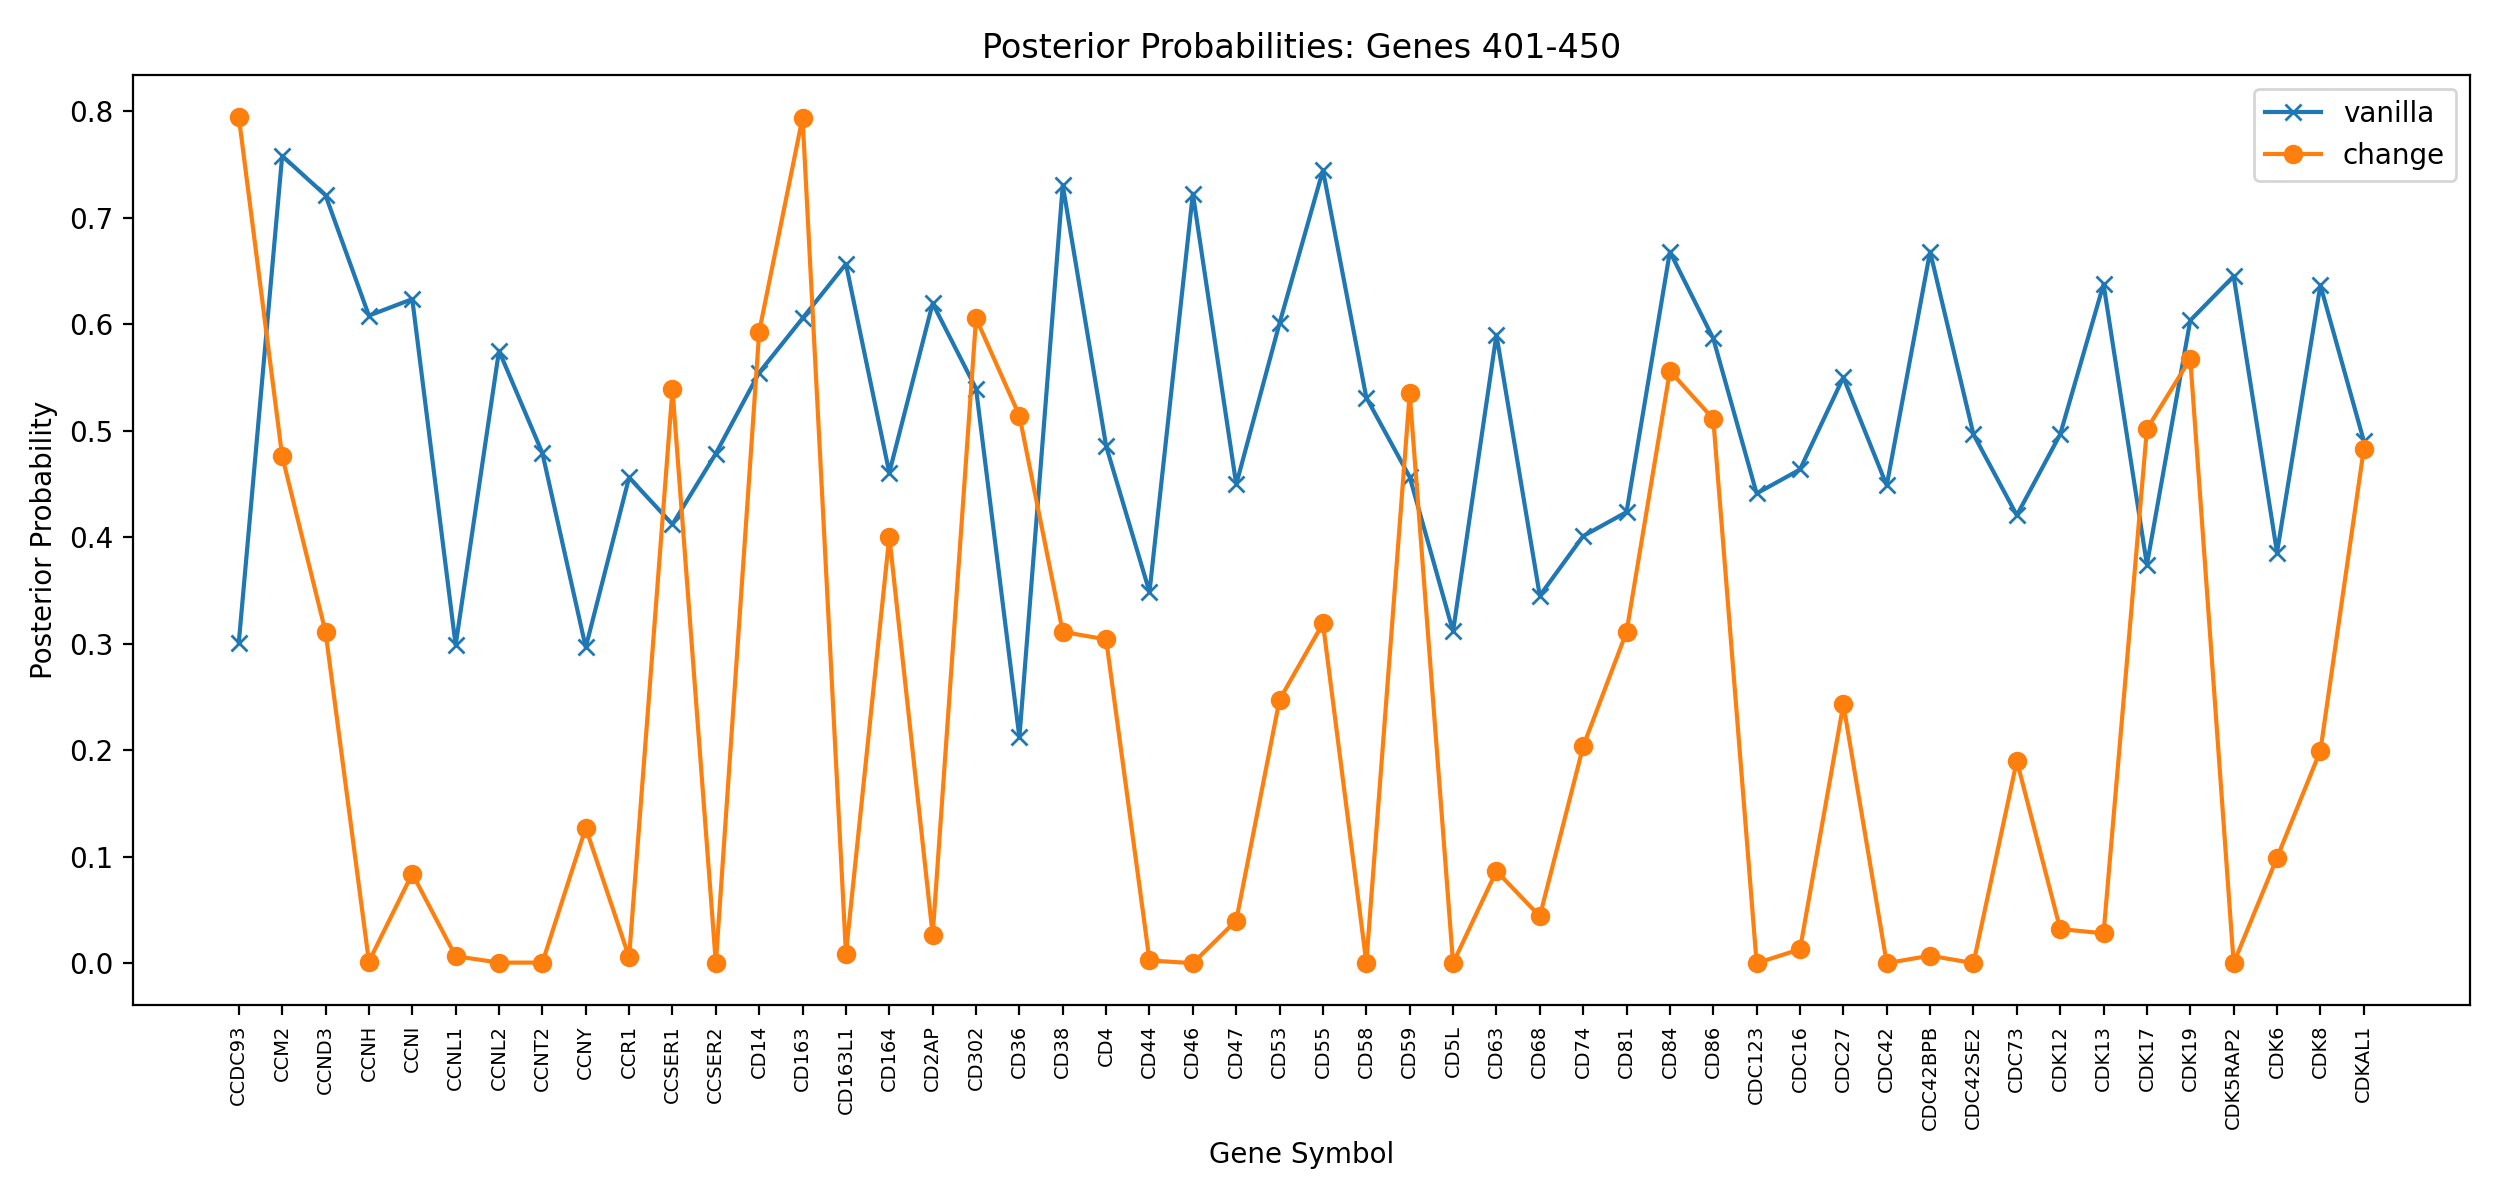 Posterior Probabilities: Genes 401-450
vanilla
change
Posterior Probability
0.8
0.7
0.6
0.5
0.4
0.3
0.2
0.1
0.0
CCDC93
CCM2
CCND3
CCNH
CCNI
CCNL1
CCNL2
CCNT2
CCNY
CCR1
CCSER1
CCSER2
CD14
CD163
CD163L1
CD164
CD2AP
CD302
CD36
CD38
CD4
CD44
CD46
CD47
CD53
CD55
CD58
CD59
CD5L
CD63
CD68
CD74
CD81
CD84
CD86
CDC123
CDC16
CDC27
CDC42
CDC42BPB
CDC42SE2
CDC73
CDK12
CDK13
CDK17
CDK19
CDK5RAP2
CDK6
CDK8
CDKAL1
Gene Symbol